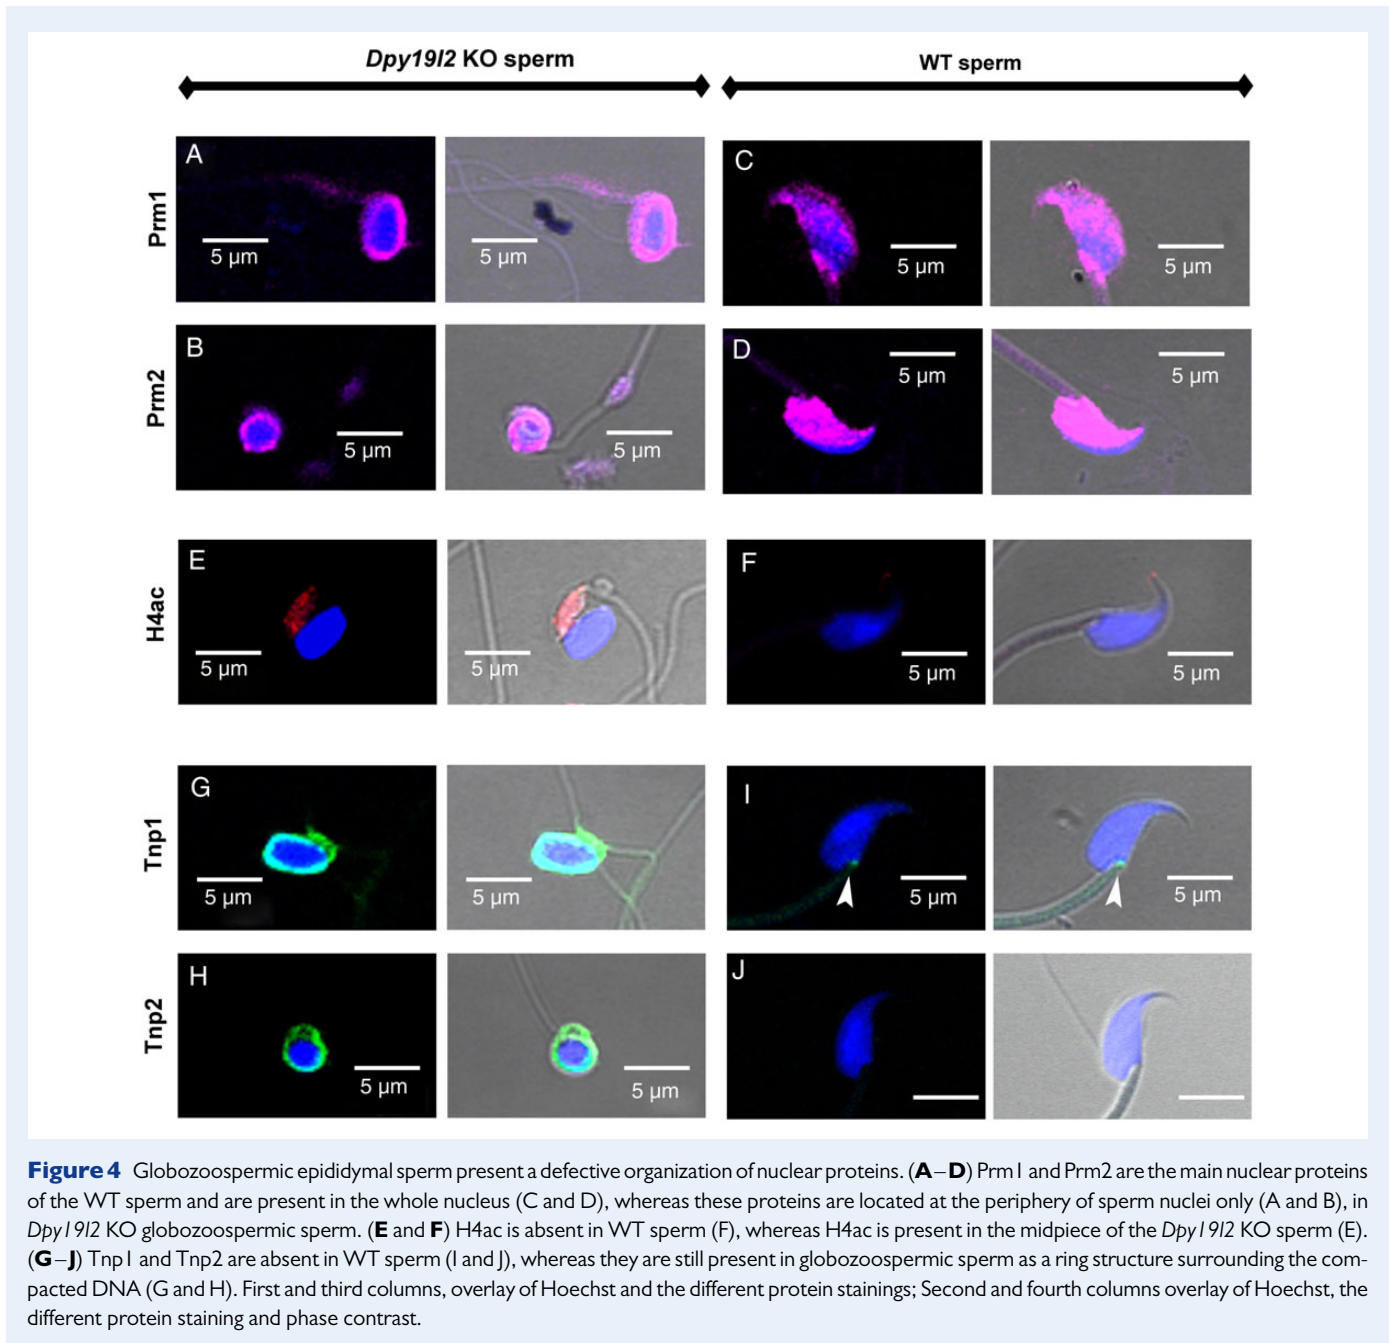 Dpy19l2 KO sperm
WT sperm
Prm1
A
5 µm
5 µm
C
5 µm
5 µm
Prm2
B
5 µm
5 µm
D
5 µm
5 µm
H4ac
E
5 µm
5 µm
F
5 µm
5 µm
Tnp1
G
5 µm
5 µm
I
5 µm
5 µm
Tnp2
H
5 µm
5 µm
J
Figure 4 Globozoospermic epididymal sperm present a defective organization of nuclear proteins. (A–D) Prm1 and Prm2 are the main nuclear proteins
of the WT sperm and are present in the whole nucleus (C and D), whereas these proteins are located at the periphery of sperm nuclei only (A and B), in
Dpy19l2 KO globozoospermic sperm. (E and F) H4ac is absent in WT sperm (F), whereas H4ac is present in the midpiece of the Dpy19l2 KO sperm (E).
(G–J) Tnp1 and Tnp2 are absent in WT sperm (I and J), whereas they are still present in globozoospermic sperm as a ring structure surrounding the com-
pacted DNA (G and H). First and third columns, overlay of Hoechst and the different protein stainings; Second and fourth columns overlay of Hoechst, the
different protein staining and phase contrast.